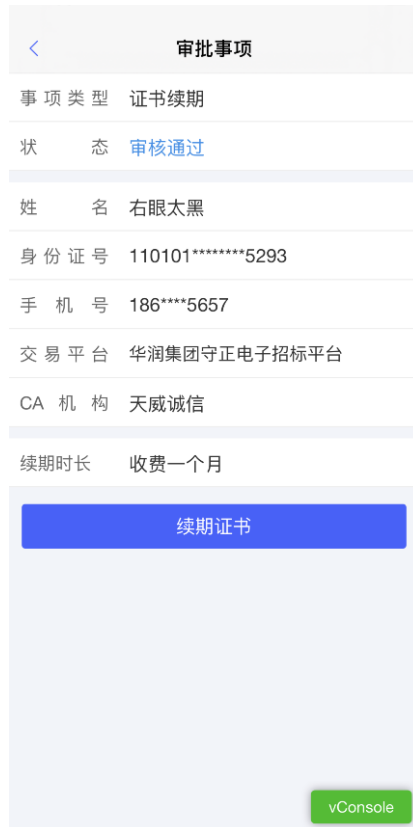 审批事项
事项类型 证书续期
状态 审核通过
姓名 右眼太黑
身份证号 110101********5293
手机号 186****5657
交易平台 华润集团守正电子招标平台
CA 机构 天威诚信
续期时长 收费一个月
续期证书
vConsole